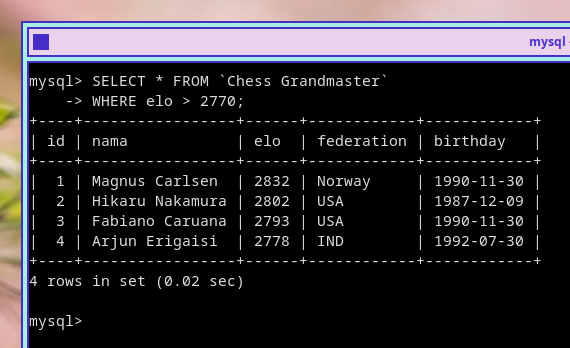 mysql
mysql> SELECT * FROM `Chess Grandmaster`
    -> WHERE elo > 2770;
+----+-----------------+------+------------+------------+
| id | nama            | elo  | federation | birthday   |
+----+-----------------+------+------------+------------+
|  1 | Magnus Carlsen  | 2832 | Norway     | 1990-11-30 |
|  2 | Hikaru Nakamura | 2802 | USA        | 1987-12-09 |
|  3 | Fabiano Caruana | 2793 | USA        | 1990-11-30 |
|  4 | Arjun Erigaisi  | 2778 | IND        | 1992-07-30 |
+----+-----------------+------+------------+------------+
4 rows in set (0.02 sec)
mysql>